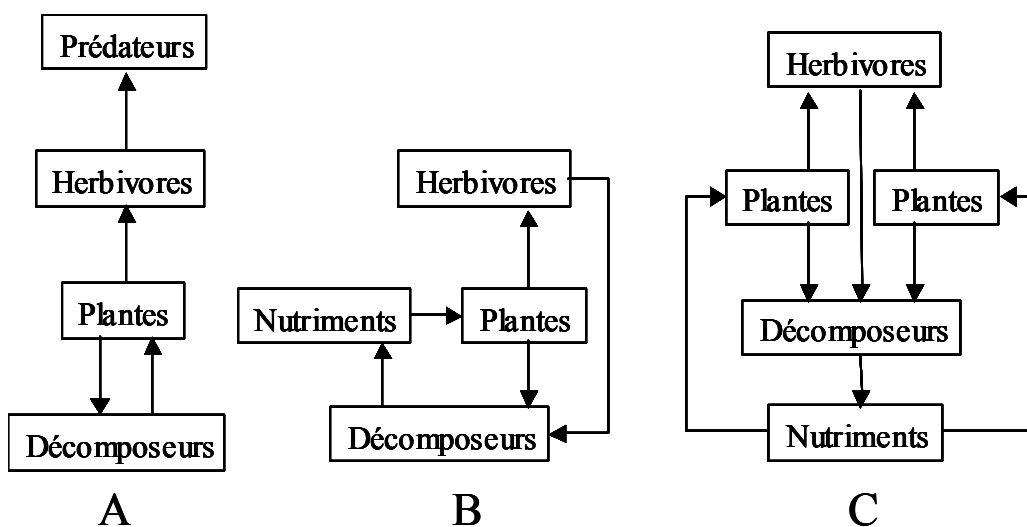 Prédateurs
Herbivores
Plantes
Décomposeurs
A
Herbivores
Nutriments
Plantes
Décomposeurs
B
Herbivores
Plantes
Plantes
Décomposeurs
Nutriments
C